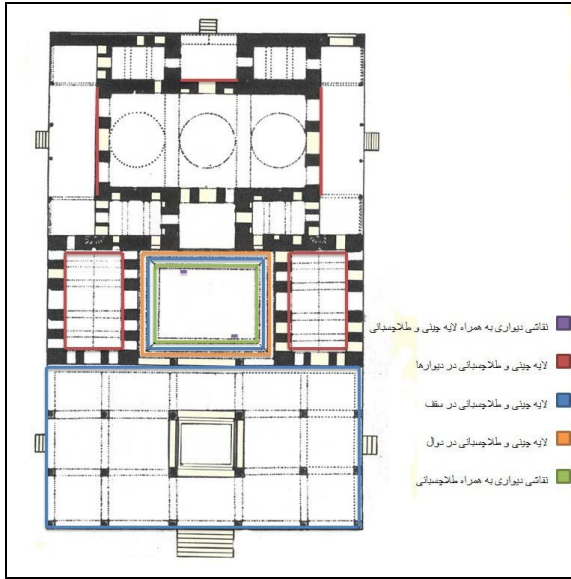 نقاشی دیواری به همراه لایه چینی و طلاچسبانی
لایه چینی و طلاچسبانی در دیوارها
لایه چینی و طلاچسبانی در سقف
لایه چینی و طلاچسبانی در دوال
نقاشی دیواری به همراه طلاچسبانی